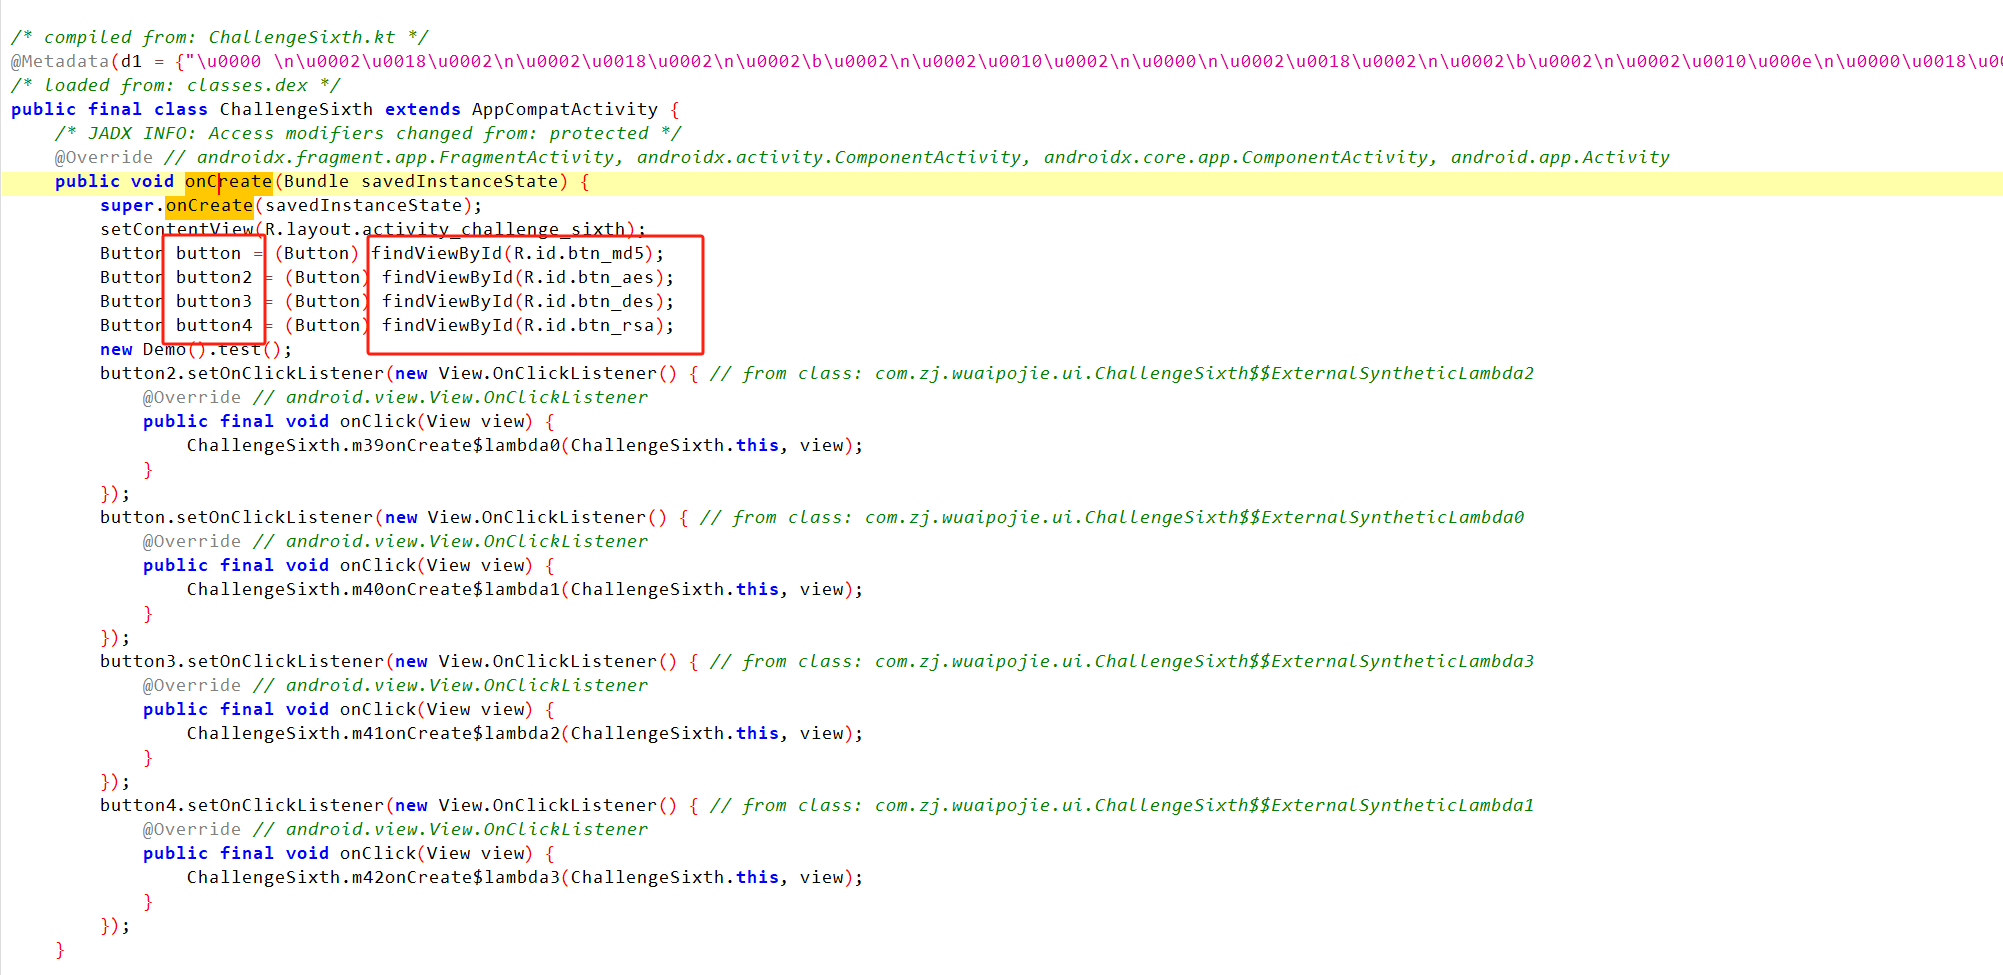 /* compiled from: ChallengeSixth.kt */
@Metadata(d1 = {"\u0000 \n\u0002\u0018\u0002\n\u0002\u0018\u0002\n\u0002\b\u0002\n\u0002\u0010\u0002\n\u0000\n\u0002\u0018\u0002\n\u0002\b\u0002\n\u0002\u0010\u000e\n\u0000\u0018\u00
/* loaded from: classes.dex */
public final class ChallengeSixth extends AppCompatActivity {
    /* JADX INFO: Access modifiers changed from: protected */
    @Override // androidx.fragment.app.FragmentActivity, androidx.activity.ComponentActivity, androidx.core.app.ComponentActivity, android.app.Activity
    public void onCreate(Bundle savedInstanceState) {
        super.onCreate(savedInstanceState);
        setContentView(R.layout.activity_challenge_sixth);
        Button button = (Button) findViewById(R.id.btn_md5);
        Button button2 = (Button) findViewById(R.id.btn_aes);
        Button button3 = (Button) findViewById(R.id.btn_des);
        Button button4 = (Button) findViewById(R.id.btn_rsa);
        new Demo().test();
        button2.setOnClickListener(new View.OnClickListener() { // from class: com.zj.wuaipojie.ui.ChallengeSixth$$ExternalSyntheticLambda2
            @Override // android.view.View.OnClickListener
            public final void onClick(View view) {
                ChallengeSixth.m39onCreate$lambda0(ChallengeSixth.this, view);
            }
        });
        button.setOnClickListener(new View.OnClickListener() { // from class: com.zj.wuaipojie.ui.ChallengeSixth$$ExternalSyntheticLambda0
            @Override // android.view.View.OnClickListener
            public final void onClick(View view) {
                ChallengeSixth.m40onCreate$lambda1(ChallengeSixth.this, view);
            }
        });
        button3.setOnClickListener(new View.OnClickListener() { // from class: com.zj.wuaipojie.ui.ChallengeSixth$$ExternalSyntheticLambda3
            @Override // android.view.View.OnClickListener
            public final void onClick(View view) {
                ChallengeSixth.m41onCreate$lambda2(ChallengeSixth.this, view);
            }
        });
        button4.setOnClickListener(new View.OnClickListener() { // from class: com.zj.wuaipojie.ui.ChallengeSixth$$ExternalSyntheticLambda1
            @Override // android.view.View.OnClickListener
            public final void onClick(View view) {
                ChallengeSixth.m42onCreate$lambda3(ChallengeSixth.this, view);
            }
        });
    }